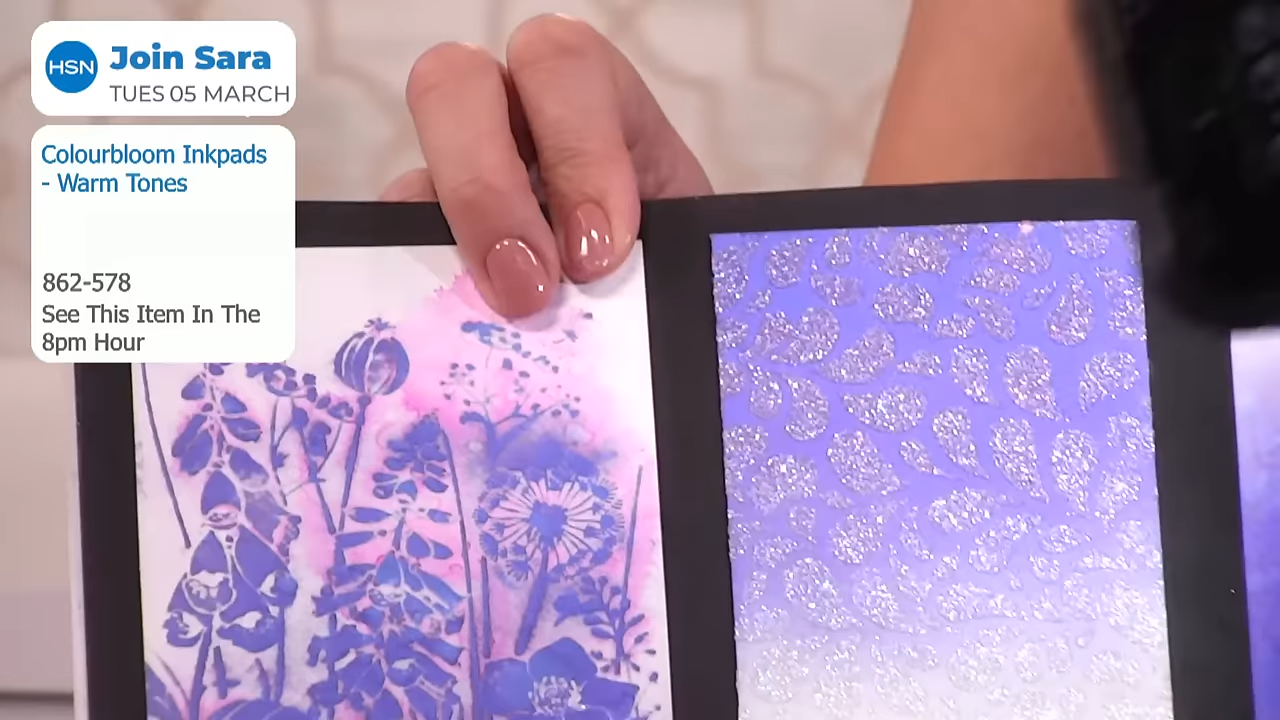 HSN
Join Sara
TUES 05 MARCH
Colourbloom Inkpads
- Warm Tones
862-578
See This Item In The
8pm Hour